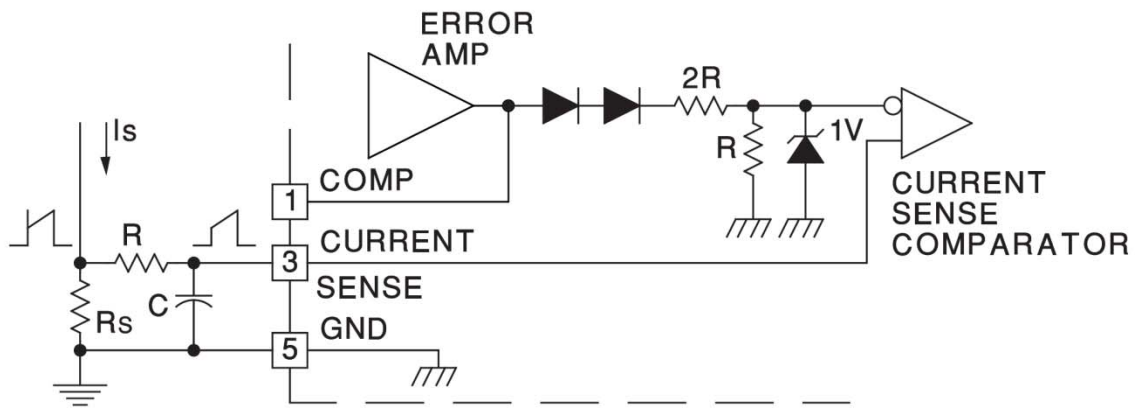 ERROR
AMP
2R
R
1V
Is
1
COMP
CURRENT
SENSE
COMPARATOR
R
3
CURRENT
SENSE
C
Rs
5
GND